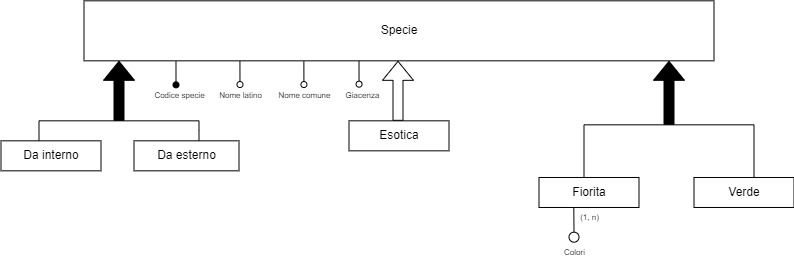 Specie
Codice specie
Nome latino
Nome comune
Giacenza
Da interno
Da esterno
Esotica
Fiorita
Verde
(1, n)
Colori